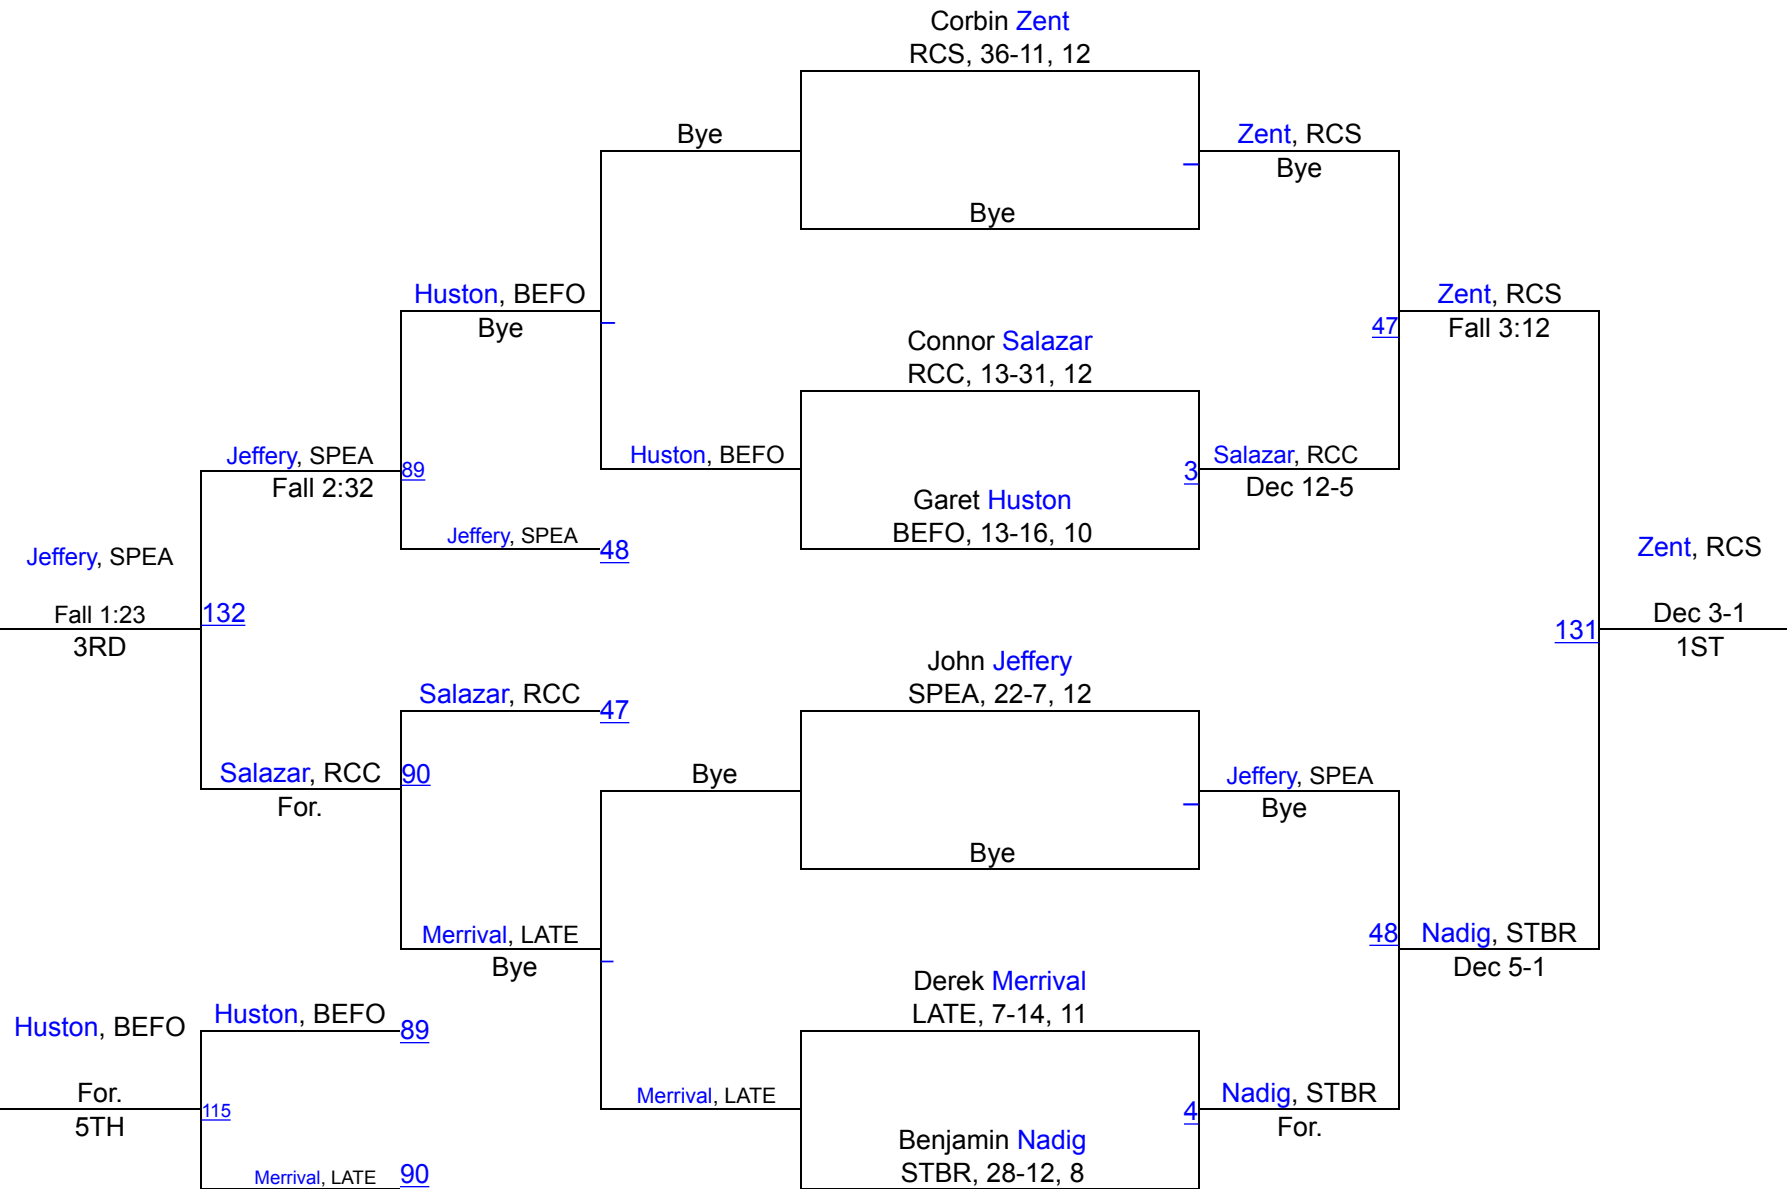 Corbin Zent
RCS, 36-11, 12
Bye
Zent, RCS
Bye
Bye
Huston, BEFO
Bye
Zent, RCS
Fall 3:12
47
Connor Salazar
RCC, 13-31, 12
Jeffery, SPEA
Fall 2:32
89
Huston, BEFO
3
Salazar, RCC
Dec 12-5
Garet Huston
BEFO, 13-16, 10
Jeffery, SPEA
48
Jeffery, SPEA
Fall 1:23
3RD
132
Zent, RCS
Dec 3-1
1ST
131
John Jeffery
SPEA, 22-7, 12
Salazar, RCC
47
Salazar, RCC
For.
90
Bye
Jeffery, SPEA
Bye
Bye
Merrival, LATE
Bye
48
Nadig, STBR
Dec 5-1
Derek Merrival
LATE, 7-14, 11
Huston, BEFO
For.
5TH
Huston, BEFO
89
115
Merrival, LATE
4
Nadig, STBR
For.
Benjamin Nadig
STBR, 28-12, 8
Merrival, LATE
90